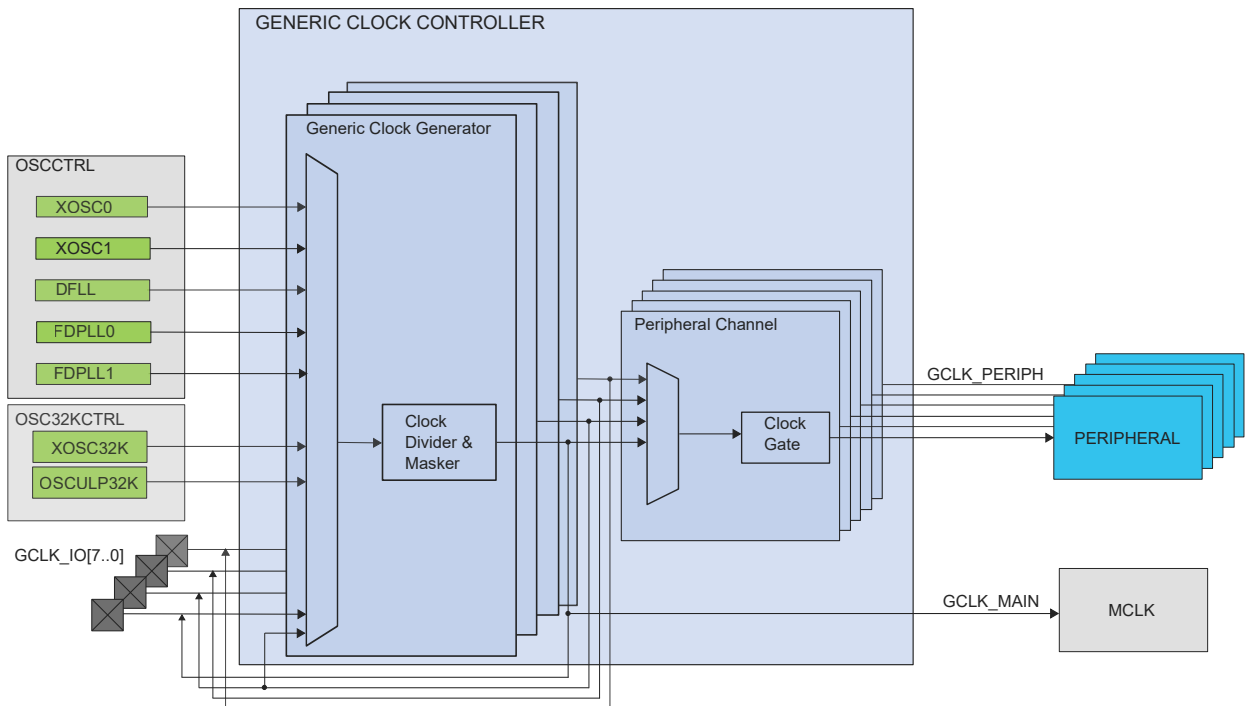 GENERIC CLOCK CONTROLLER
Generic Clock Generator
OSCCTRL
XOSC0
XOSC1
DFLL
FDPLL0
FDPLL1
OSC32KCTRL
XOSC32K
OSCULP32K
GCLK_IO[7..0]
Clock
Divider &
Masker
Peripheral Channel
Clock
Gate
GCLK_PERIPH
PERIPHERAL
GCLK_MAIN
MCLK